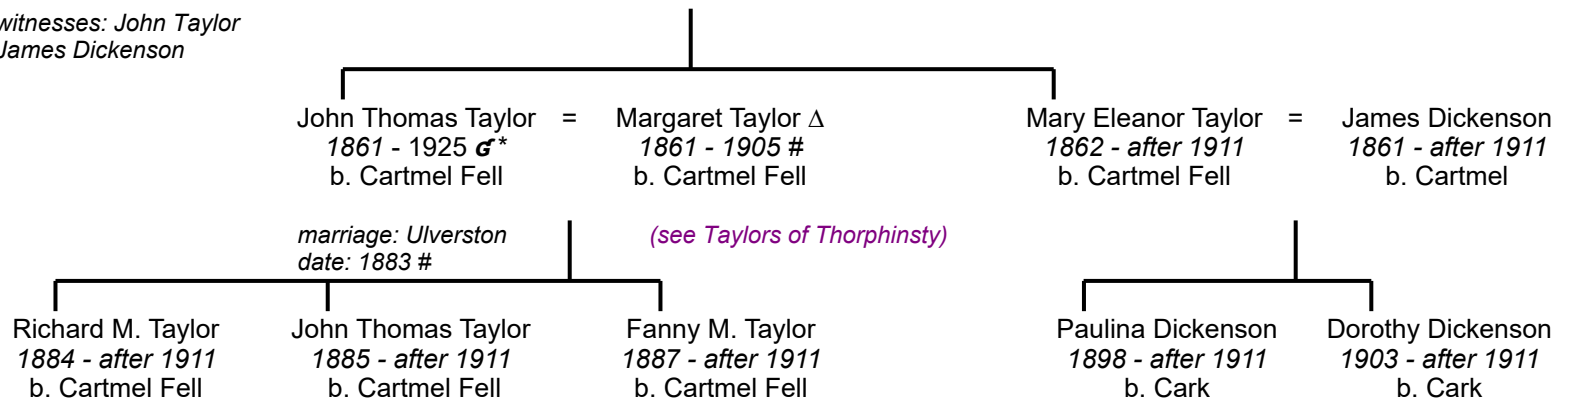 witnesses: John Taylor
James Dickenson
John Thomas Taylor = Margaret Taylor Δ
1861 - 1925 *
1861 - 1905 #
b. Cartmel Fell
b. Cartmel Fell
Mary Eleanor Taylor = James Dickenson
1862 - after 1911
1861 - after 1911
b. Cartmel Fell
b. Cartmel
marriage: Ulverston
date: 1883 #
(see Taylors of Thorphinsty)
Richard M. Taylor
1884 - after 1911
b. Cartmel Fell
John Thomas Taylor
1885 - after 1911
b. Cartmel Fell
Fanny M. Taylor
1887 - after 1911
b. Cartmel Fell
Paulina Dickenson
1898 - after 1911
b. Cark
Dorothy Dickenson
1903 - after 1911
b. Cark